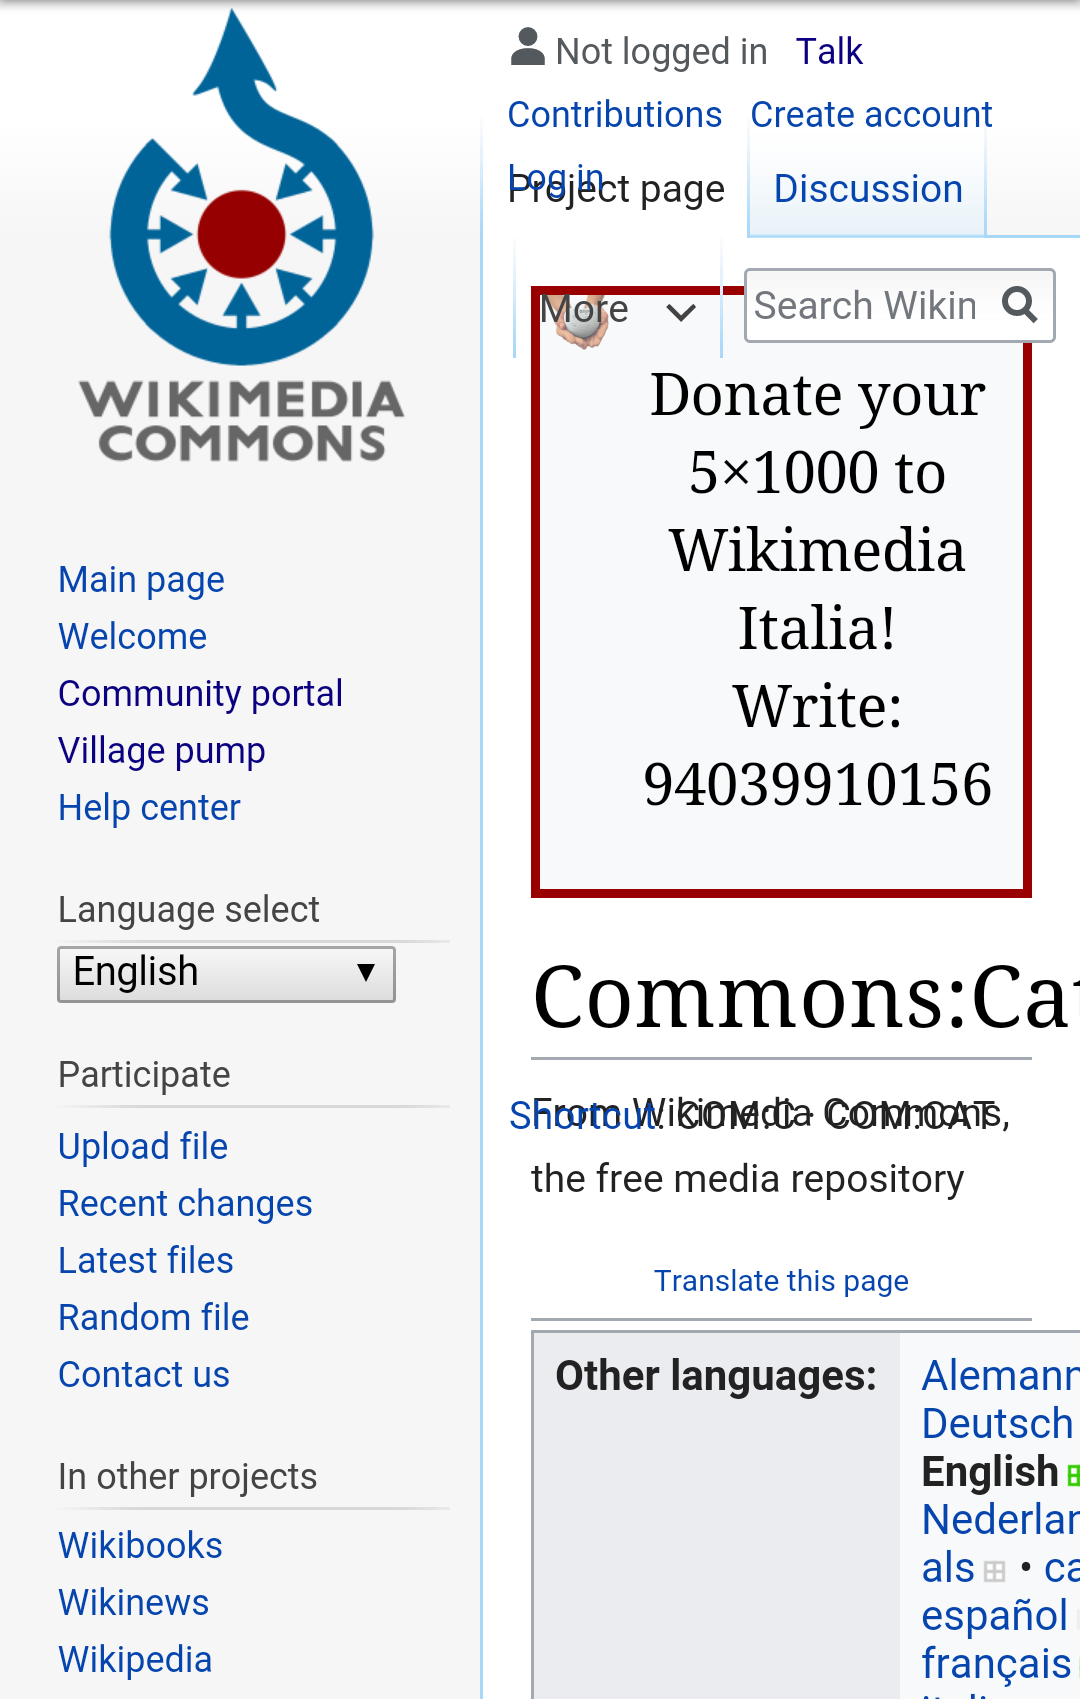 WIKIMEDIA
COMMONS
Main page
Welcome
Community portal
Village pump
Help center
Language select
English
Participate
Upload file
Recent changes
Latest files
Random file
Contact us
In other projects
Wikibooks
Wikinews
Wikipedia
Not logged in Talk
Contributions Create account
Log in
Project page Discussion
More Search Wikin
Donate your
5×1000 to
Wikimedia
Italia!
Write:
94039910156
Commons:Cat
Shortcut: COM:C · COM:CAT
From Wikimedia Commons,
the free media repository
Translate this page
Other languages:
Alemann
Deutsch
English
Nederlan
als • ca
español
français